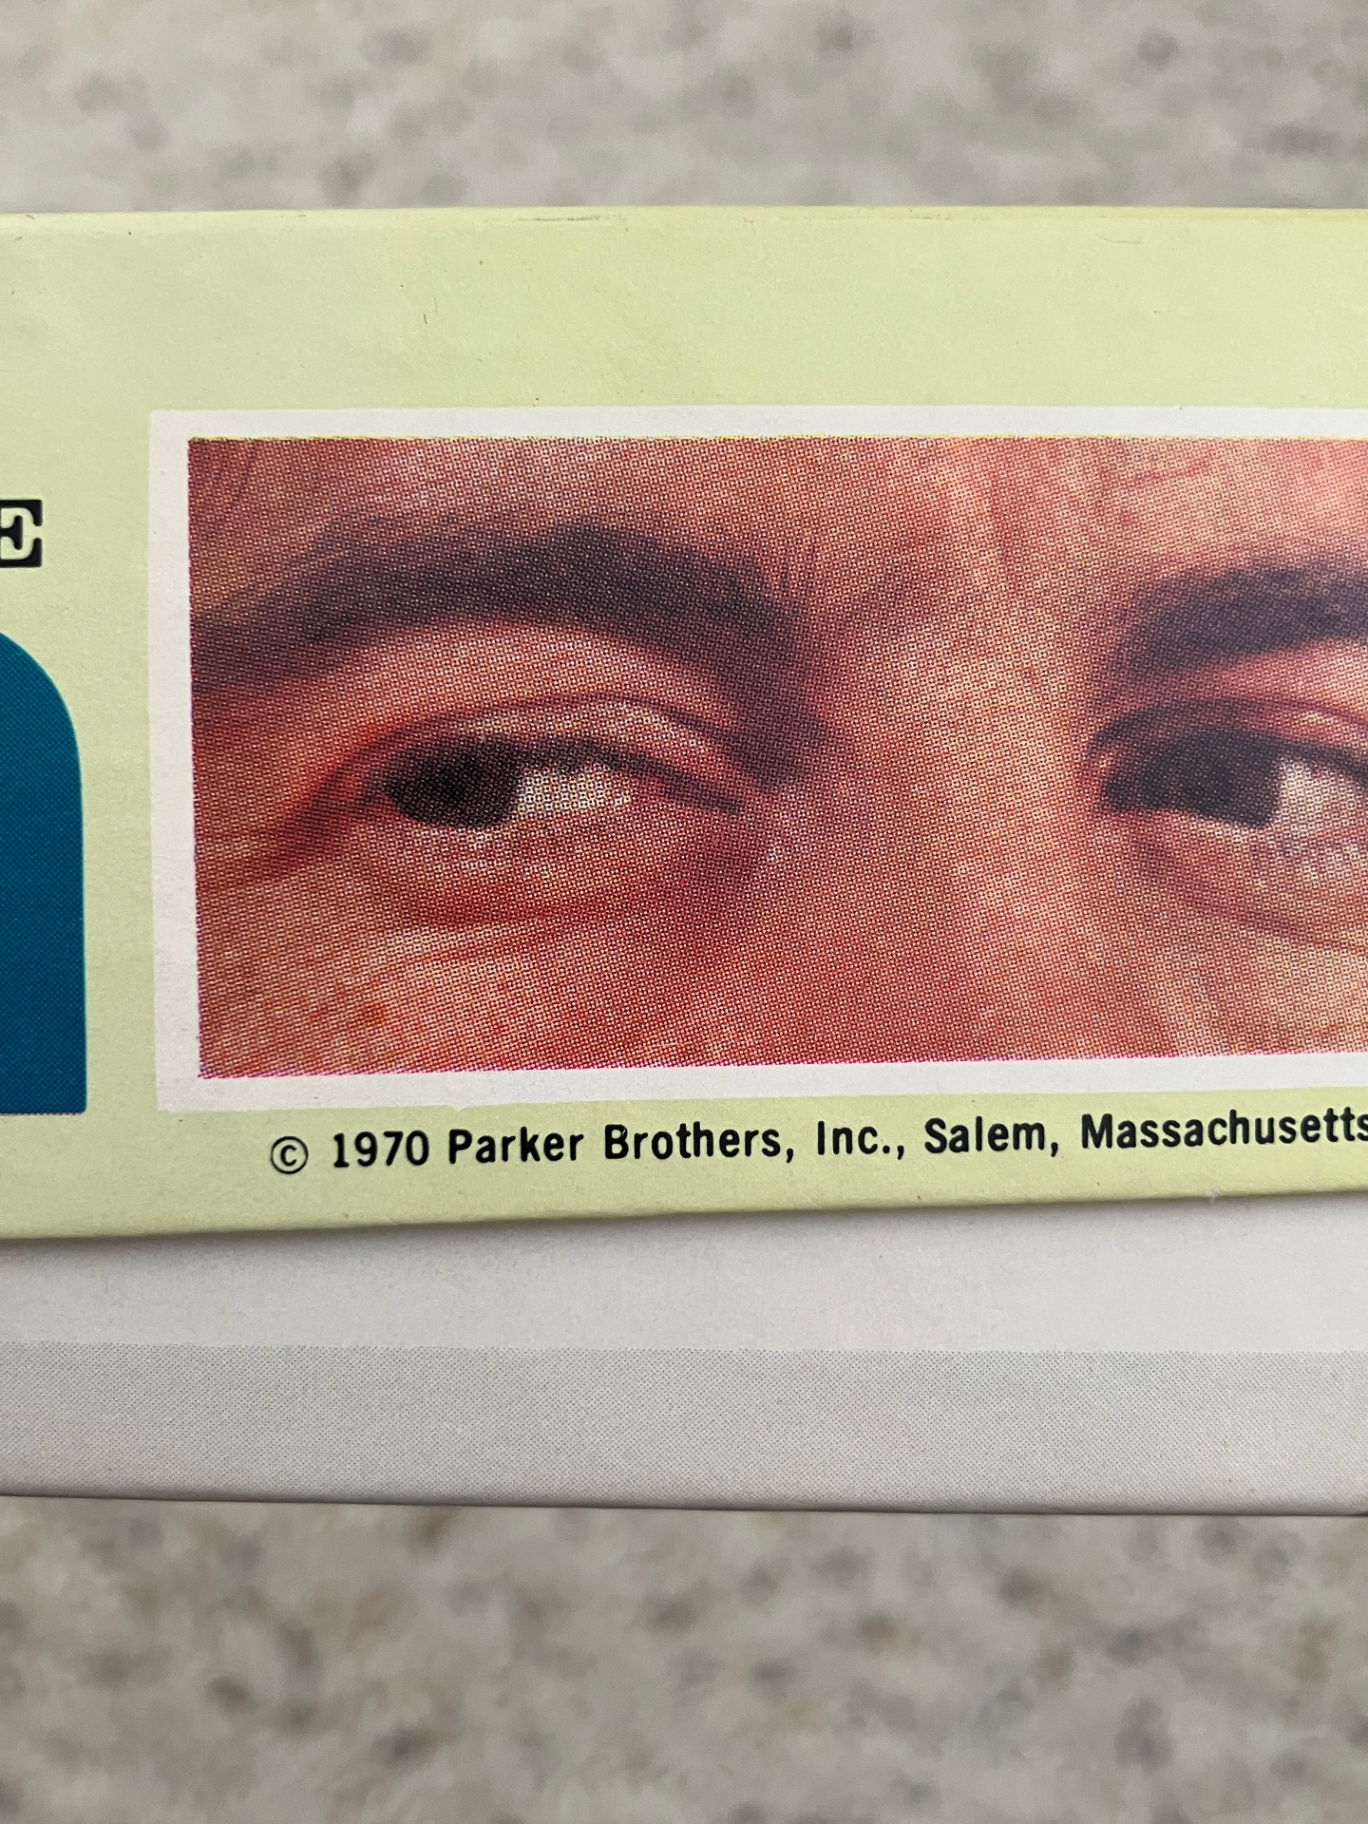 E
© 1970 Parker Brothers, Inc., Salem, Massachusetts